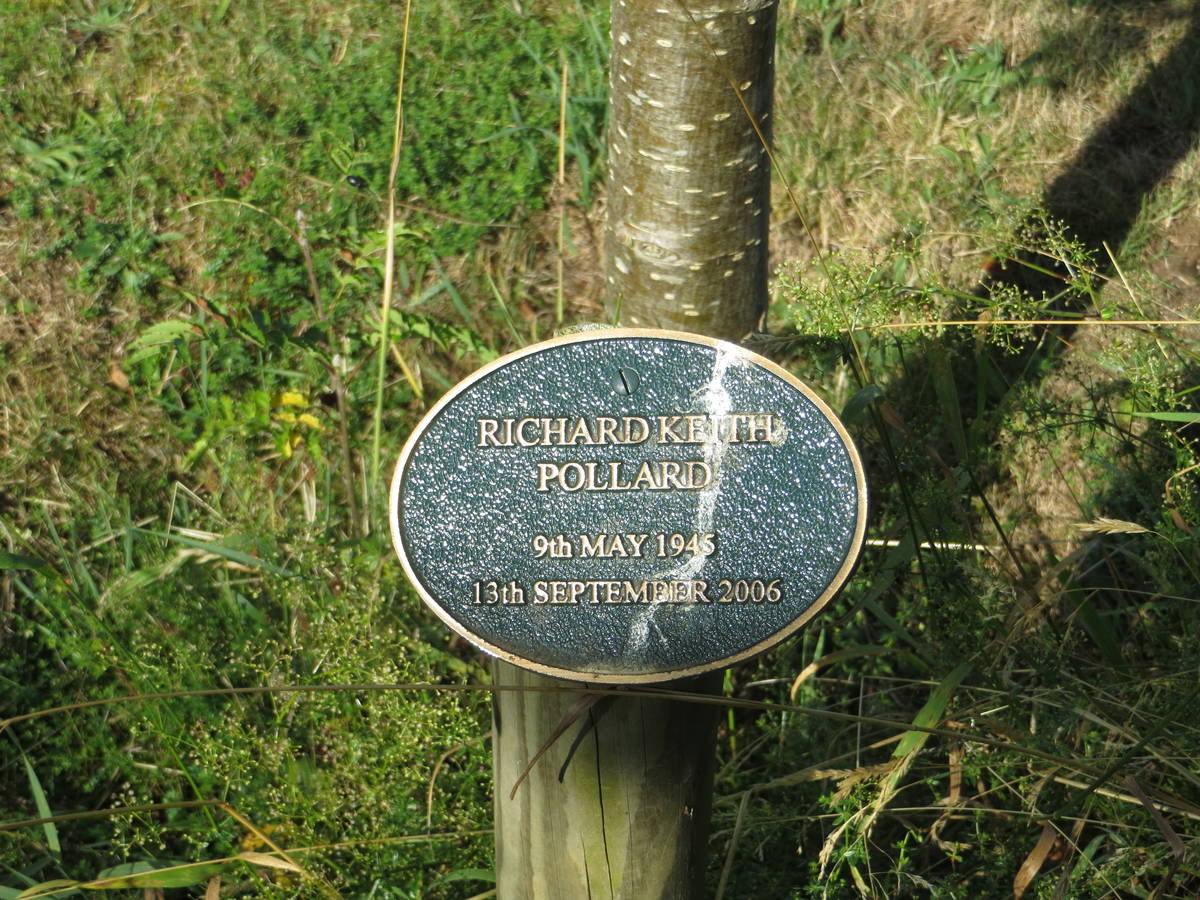 RICHARD KEITH
POLLARD
9th MAY 1945
13th SEPTEMBER 2006